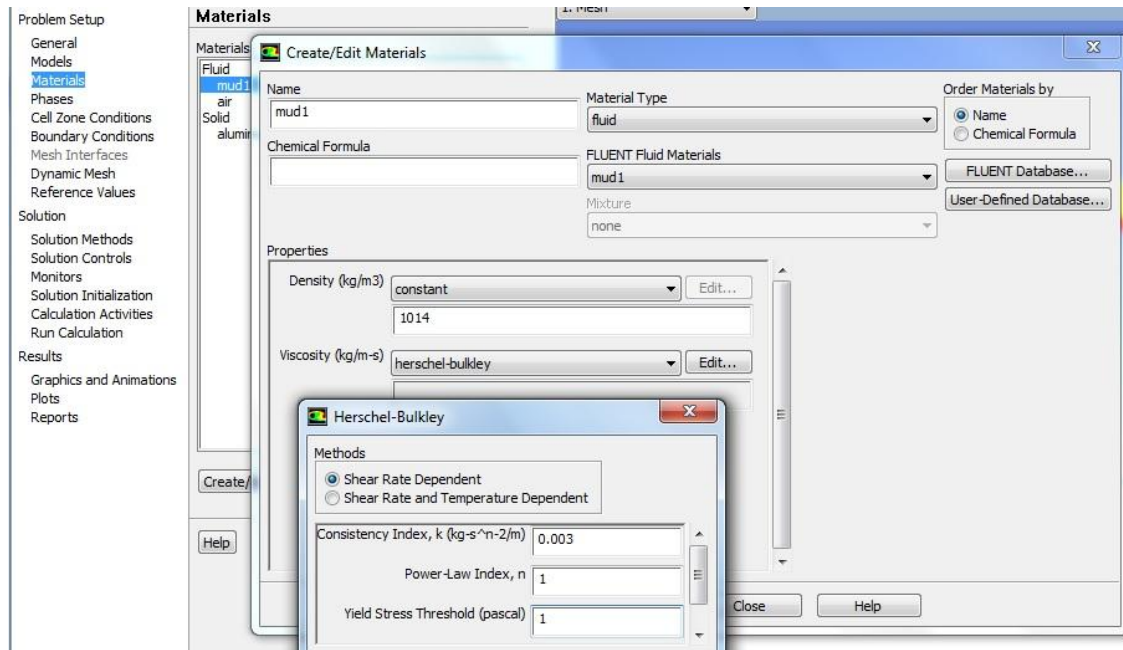 Problem Setup
General
Models
Materials
Phases
Cell Zone Conditions
Boundary Conditions
Mesh Interfaces
Dynamic Mesh
Reference Values
Solution
Solution Methods
Solution Controls
Monitors
Solution Initialization
Calculation Activities
Run Calculation
Results
Graphics and Animations
Plots
Reports
Materials
Materials
Fluid
mud1
air
Solid
Create/
Help
1: Mesh
Create/Edit Materials
Name
mud1
Chemical Formula
Material Type
fluid
FLUENT Fluid Materials
mud1
Mixture
none
Order Materials by
Name
Chemical Formula
FLUENT Database...
User-Defined Database...
Properties
Density (kg/m3)
constant
Edit...
1014
Viscosity (kg/m-s)
herschel-bulkley
Edit...
Close
Help
Herschel-Bulkley
Methods
Shear Rate Dependent
Shear Rate and Temperature Dependent
Consistency Index, k (kg-s^n-2/m)
0.003
Power-Law Index, n
1
Yield Stress Threshold (pascal)
1